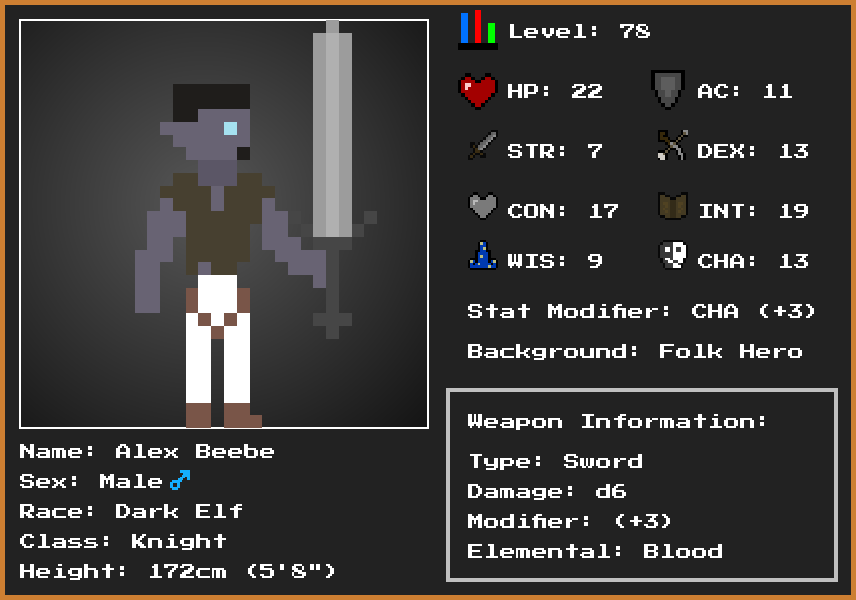 Level: 78
HP: 22
AC: 11
STR: 7
DEX: 13
CON: 17
INT: 19
WIS: 9
CHA: 13
Stat Modifier: CHA (+3)
Background: Folk Hero
Weapon Information:
Type: Sword
Damage: d6
Modifier: (+3)
Elemental: Blood
Name: Alex Beebe
Sex: Male ♂
Race: Dark Elf
Class: Knight
Height: 172cm (5'8")